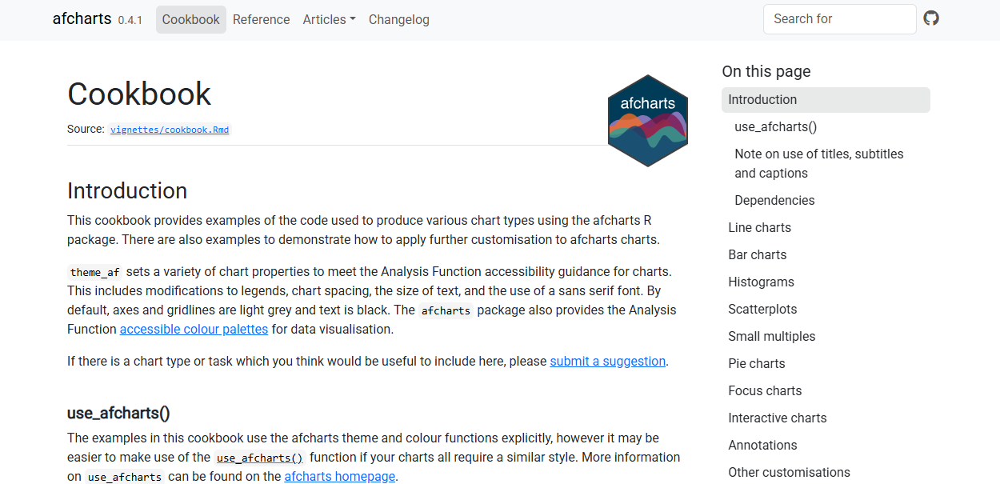 afcharts 0.4.1 Cookbook Reference Articles Changelog Search for
Cookbook
Source: vignettes/cookbook.Rmd
afcharts
Introduction
This cookbook provides examples of the code used to produce various chart types using the afcharts R
package. There are also examples to demonstrate how to apply further customisation to afcharts charts.
theme_af sets a variety of chart properties to meet the Analysis Function accessibility guidance for charts.
This includes modifications to legends, chart spacing, the size of text, and the use of a sans serif font. By
default, axes and gridlines are light grey and text is black. The afcharts package also provides the Analysis
Function accessible colour palettes for data visualisation.
If there is a chart type or task which you think would be useful to include here, please submit a suggestion.
use_afcharts()
The examples in this cookbook use the afcharts theme and colour functions explicitly, however it may be
easier to make use of the use_afcharts() function if your charts all require a similar style. More information
on use_afcharts can be found on the afcharts homepage.
On this page
Introduction
use_afcharts()
Note on use of titles, subtitles
and captions
Dependencies
Line charts
Bar charts
Histograms
Scatterplots
Small multiples
Pie charts
Focus charts
Interactive charts
Annotations
Other customisations